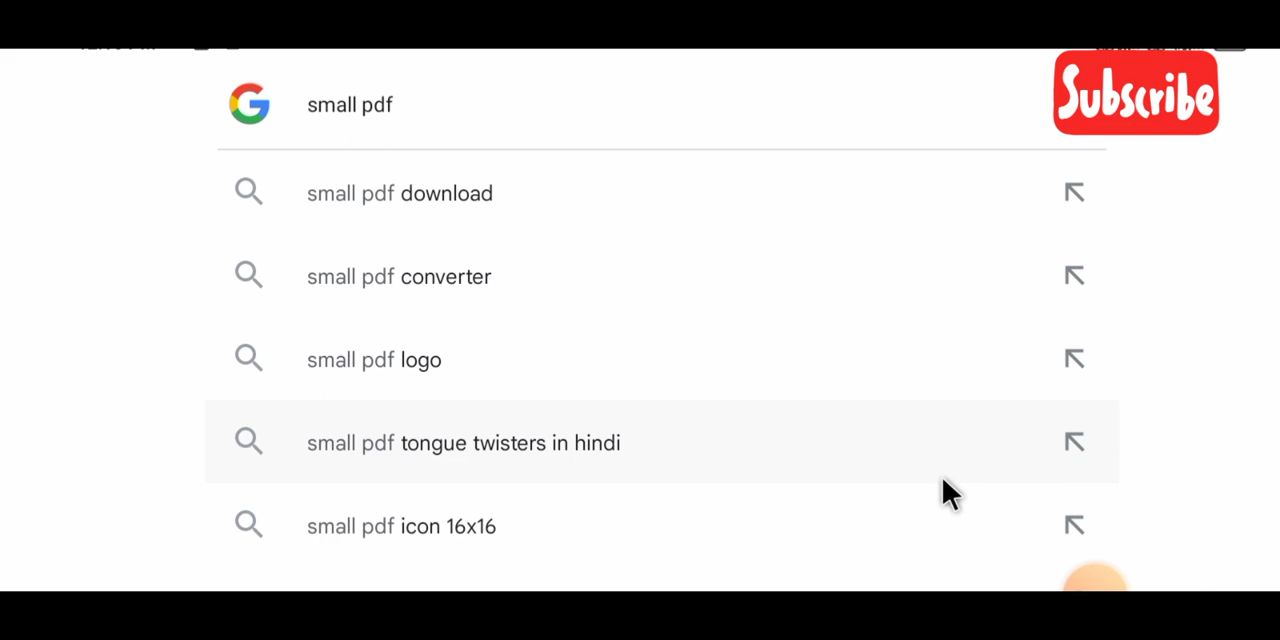 small pdf
Subscribe
small pdf download
small pdf converter
small pdf logo
small pdf tongue twisters in hindi
small pdf icon 16x16